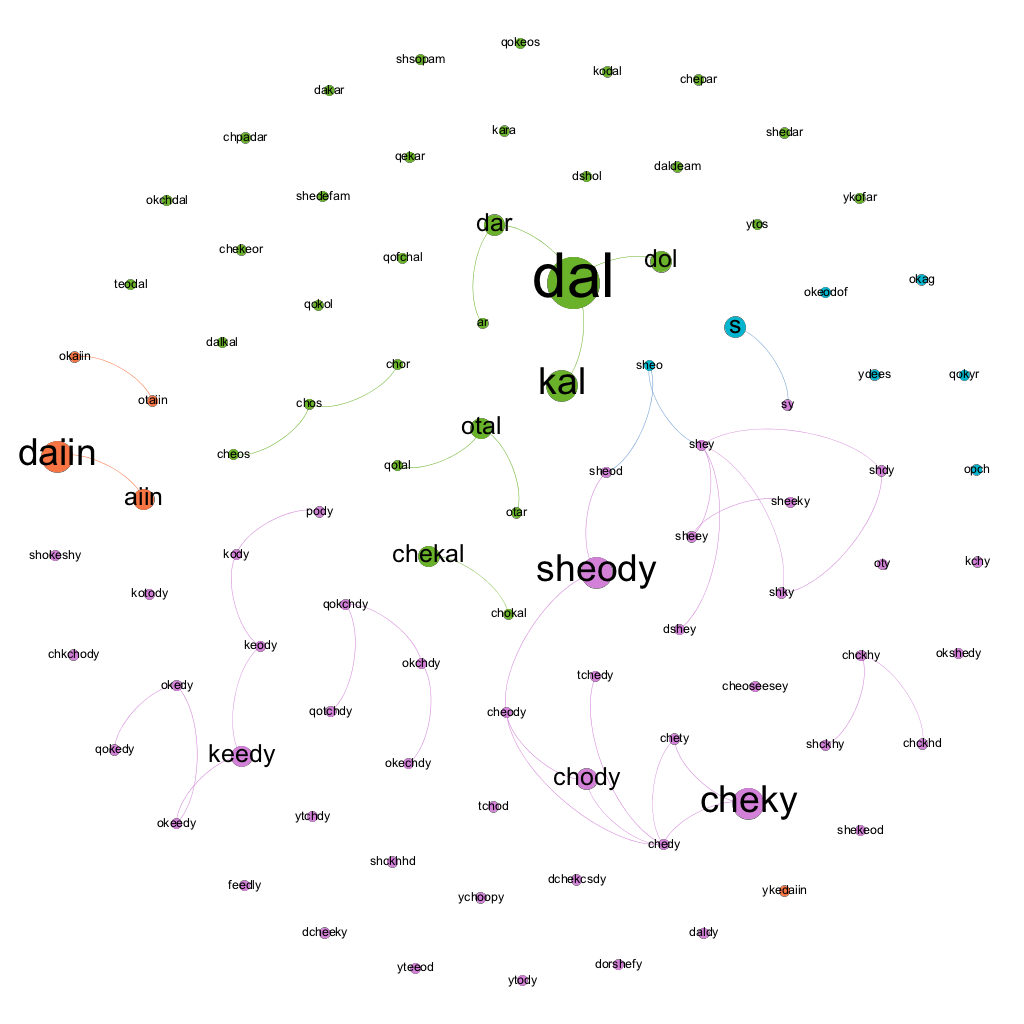 qokeos
shsopam
kodal
chepar
dakar
kara
shedar
chpadar
qekar
daldeam
dshol
okchdal
shedefam
ykofar
dar
ytos
chekeor
qofchal
dol
dal
okag
teodal
okeodof
qokol
ar
s
dalkal
okaiin
chor
sheo
ydees
qokyr
kal
otaiin
chos
sy
otal
shey
daiin
cheos
qotal
sheod
shdy
opch
aiin
sheeky
pody
otar
sheey
shokeshy
kody
chekal
oty
kchy
sheody
kotody
shky
qokchdy
chokal
dshey
keody
chkchody
okchdy
chckhy
okshedy
okedy
tchedy
cheoseesey
qotchdy
cheody
qokedy
keedy
chety
shckhy
chckhd
okechdy
chody
cheky
tchod
ytchdy
okeedy
shekeod
chedy
shckhhd
feedly
dchekcsdy
ykedaiin
ychoopy
dcheeky
daldy
yteeod
dorshefy
ytody